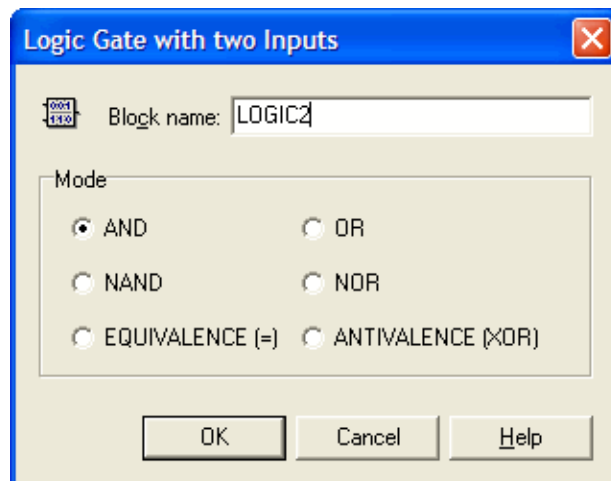 Logic Gate with two Inputs
Block name: LOGIC2
Mode
AND OR
NAND NOR
EQUIVALENCE (=) ANTIVALENCE (XOR)
OK Cancel Help